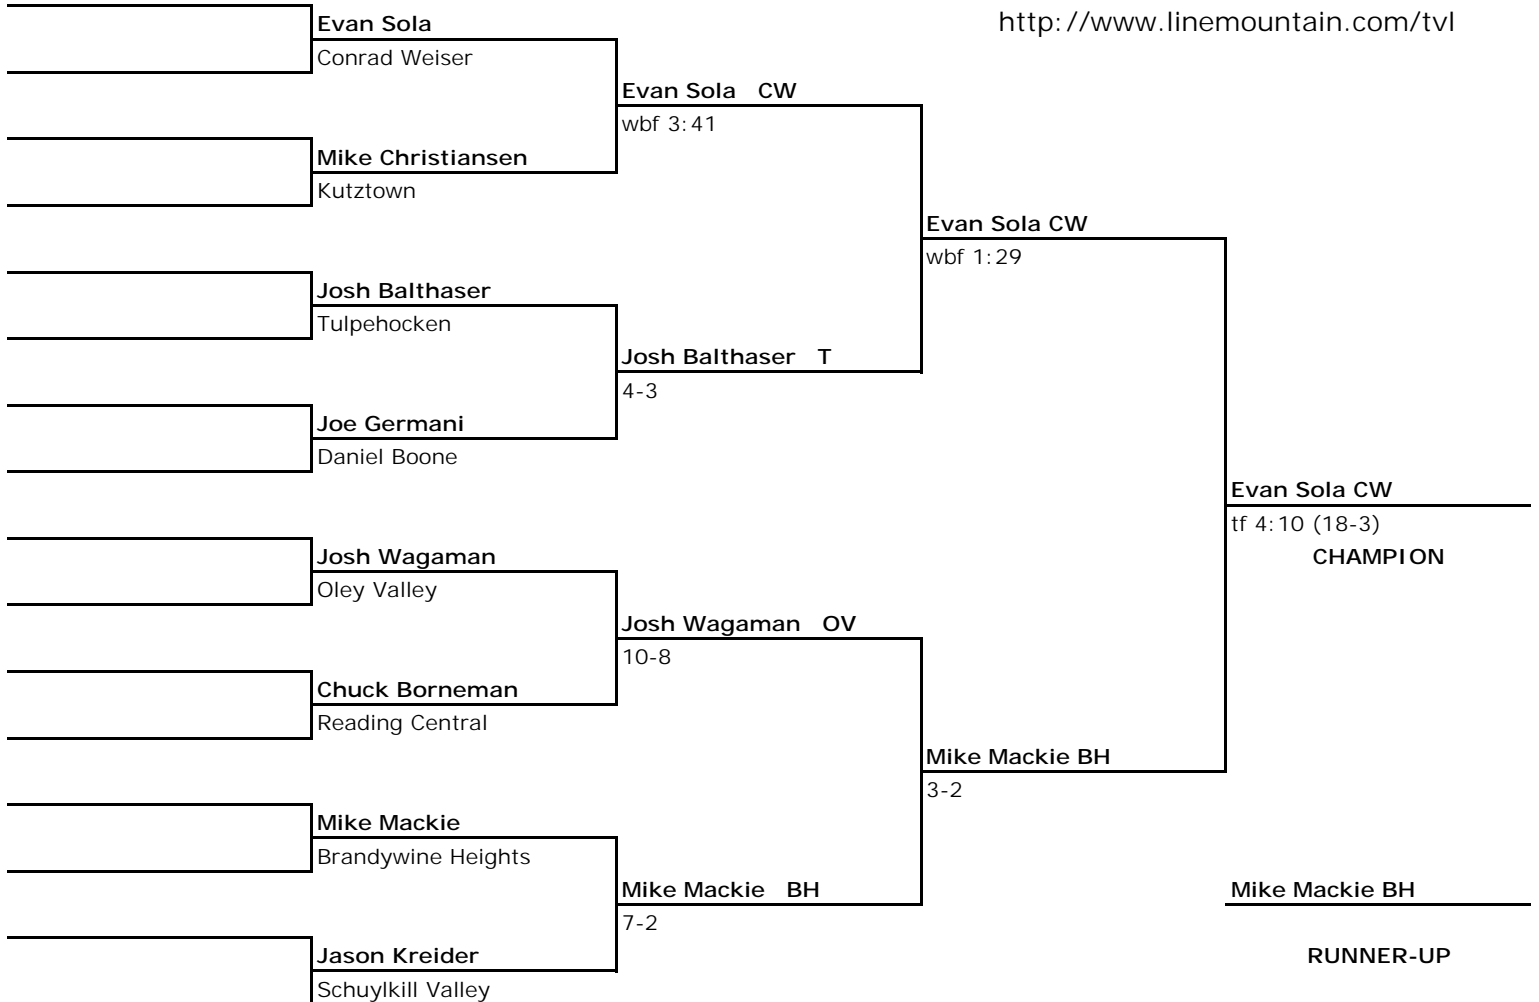 http://www.linemountain.com/tvl
Evan Sola
Conrad Weiser
Evan Sola CW
wbf 3:41
Mike Christiansen
Kutztown
Evan Sola CW
wbf 1:29
Josh Balthaser
Tulpehocken
Josh Balthaser T
4-3
Joe Germani
Daniel Boone
Evan Sola CW
tf 4:10 (18-3)
CHAMPION
Josh Wagaman
Oley Valley
Josh Wagaman OV
10-8
Chuck Borneman
Reading Central
Mike Mackie BH
3-2
Mike Mackie
Brandywine Heights
Mike Mackie BH
7-2
Mike Mackie BH
RUNNER-UP
Jason Kreider
Schuylkill Valley